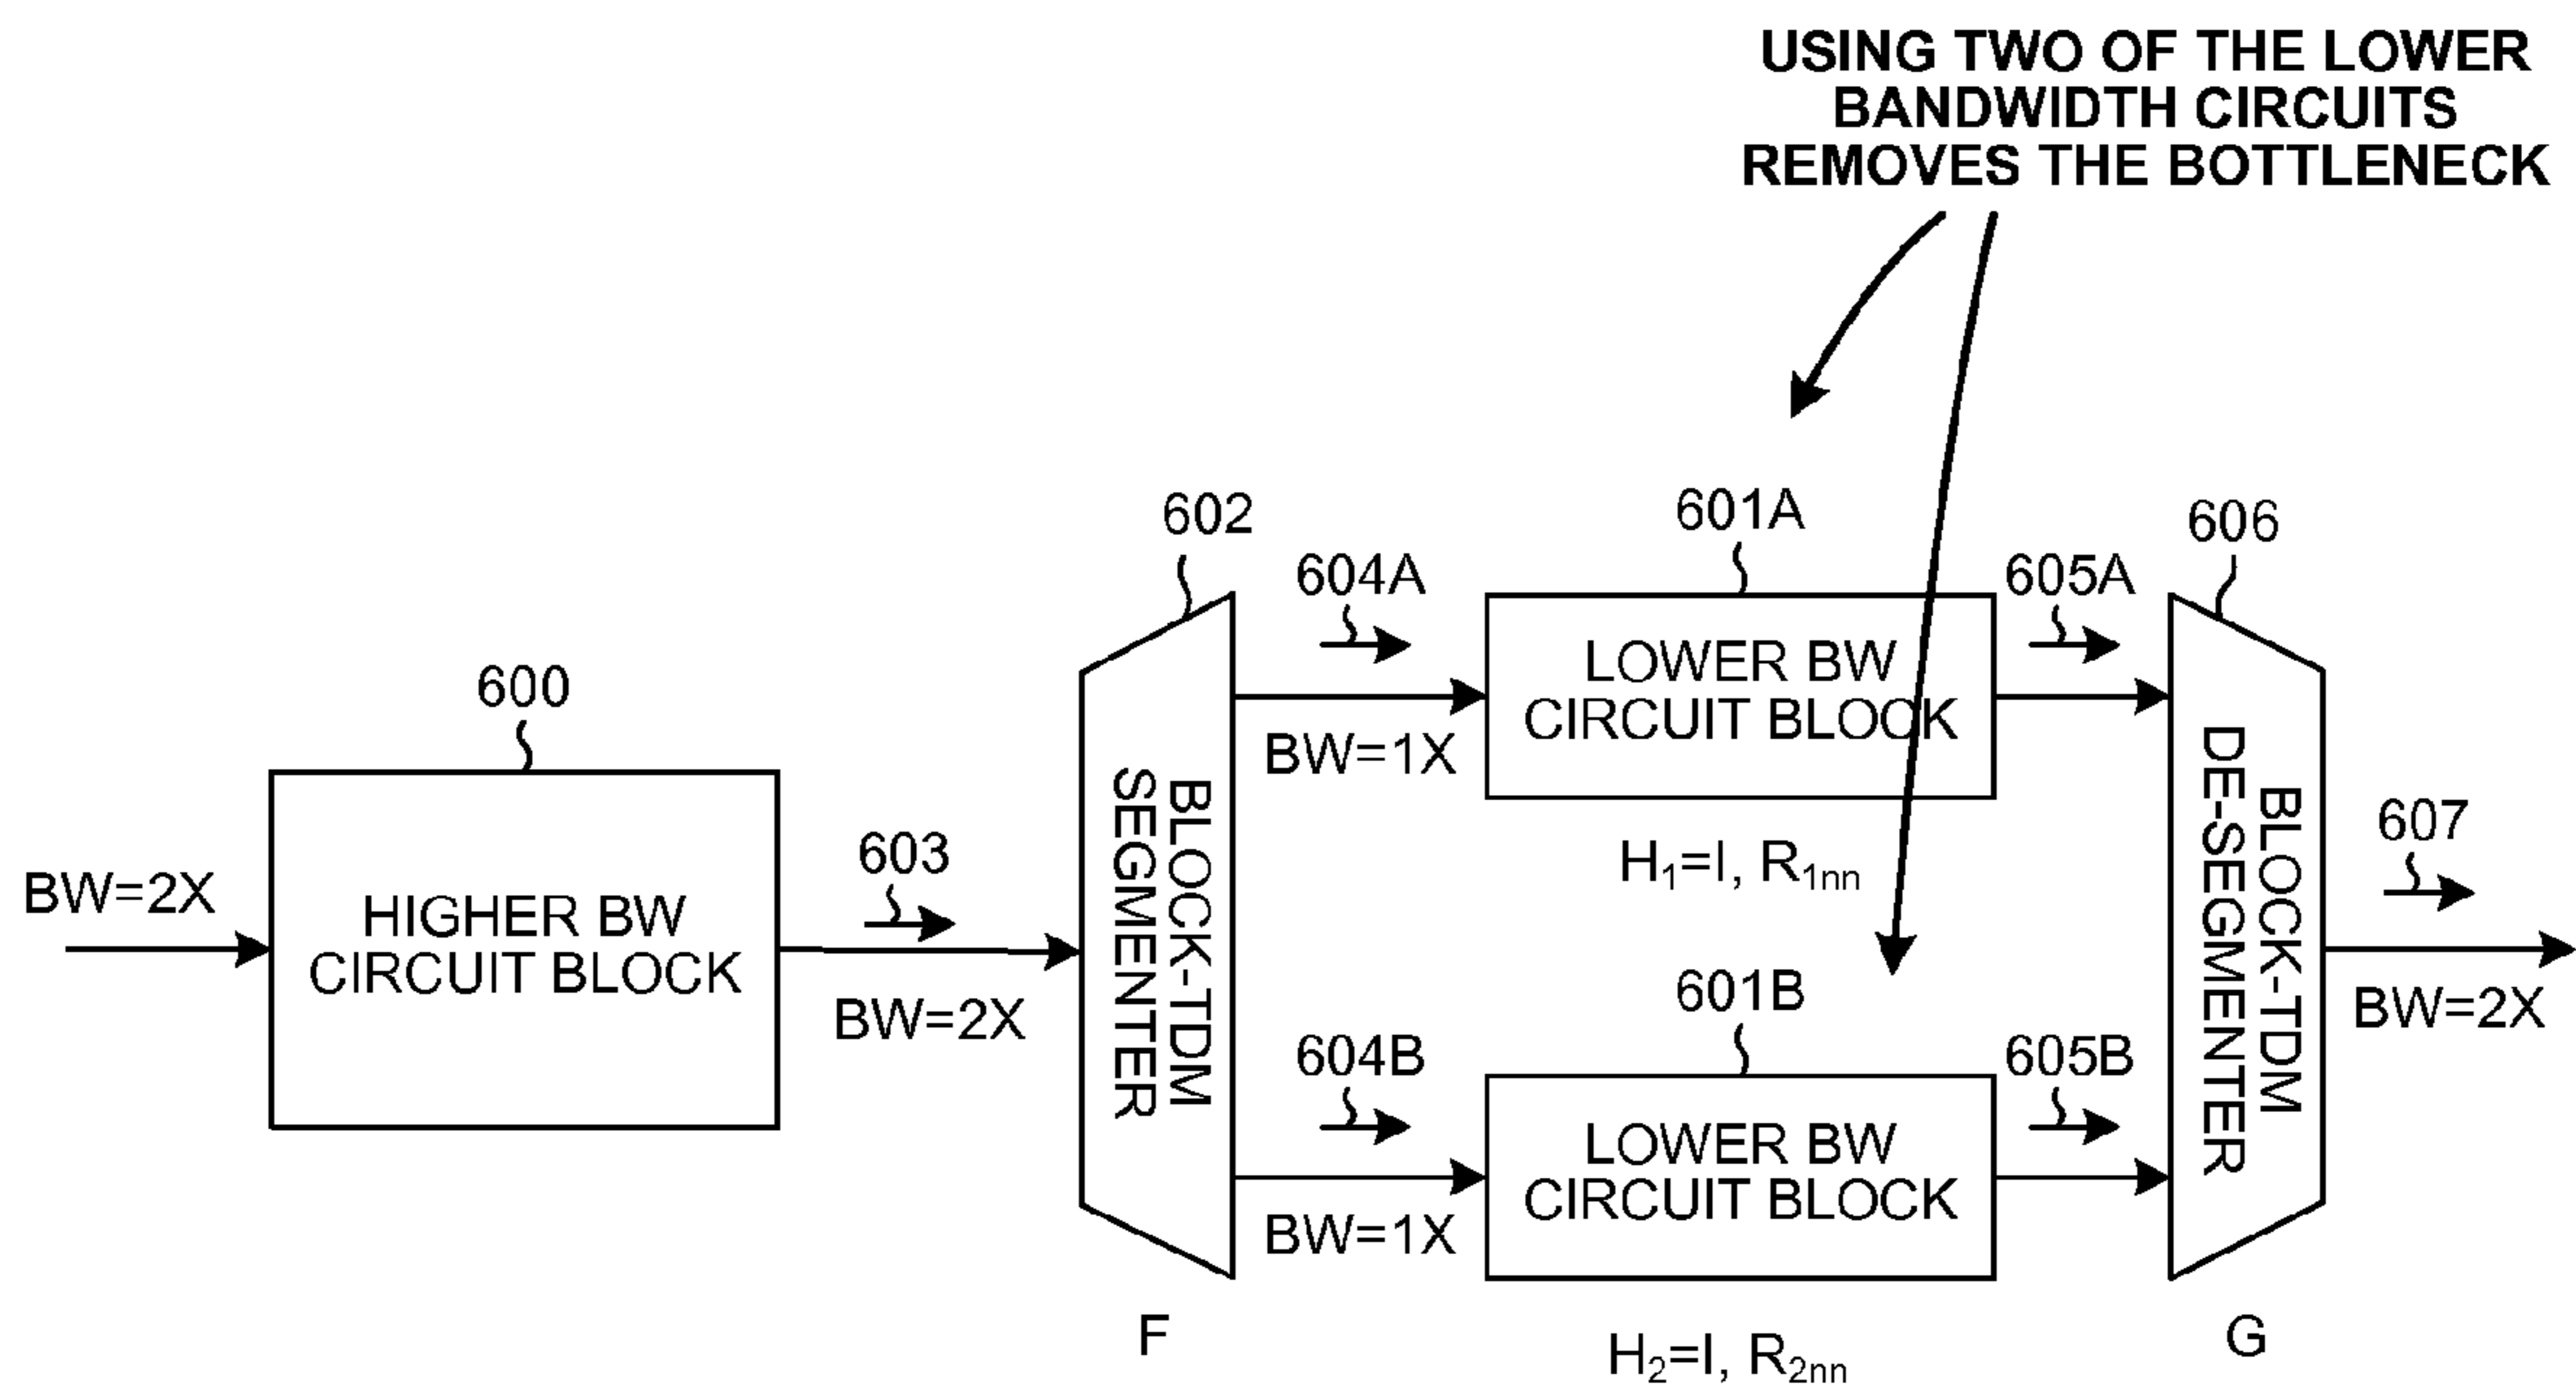 USING TWO OF THE LOWER
BANDWIDTH CIRCUITS
REMOVES THE BOTTLENECK
600
BW=2X
HIGHER BW
CIRCUIT BLOCK
603
BW=2X
602
BLOCK-TDM
SEGMENTER
F
604A
BW=1X
601A
LOWER BW
CIRCUIT BLOCK
H₁=I, R₁ₙₙ
605A
604B
BW=1X
601B
LOWER BW
CIRCUIT BLOCK
H₂=I, R₂ₙₙ
605B
606
BLOCK-TDM
DE-SEGMENTER
G
607
BW=2X